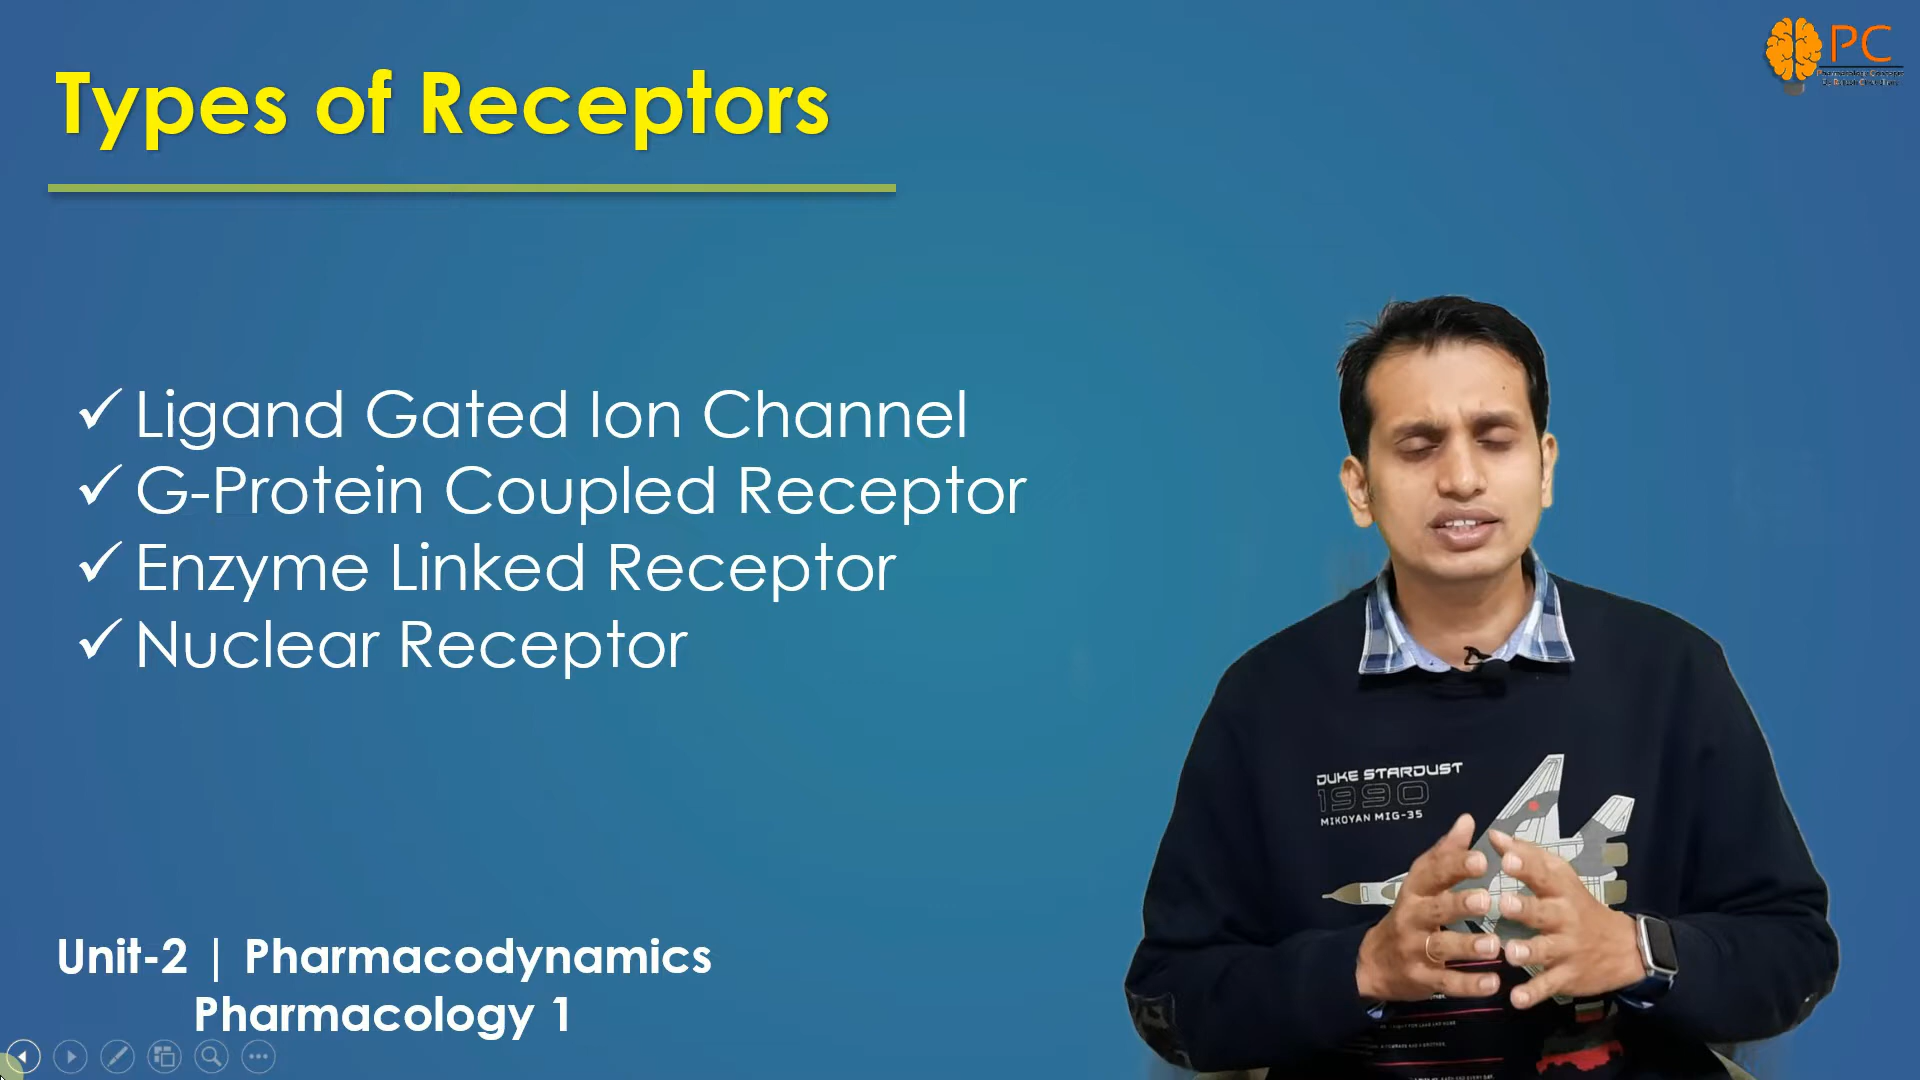 Types of Receptors
PC
Ligand Gated Ion Channel
G-Protein Coupled Receptor
Enzyme Linked Receptor
Nuclear Receptor
DUKE STARDUST
1990
MIKOYAN MIG-35
Unit-2 | Pharmacodynamics
Pharmacology 1